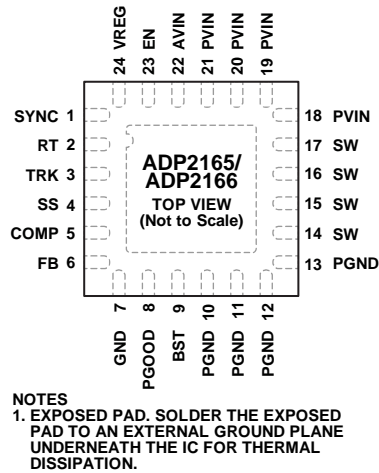 24 VREG
23 EN
22 AVIN
21 PVIN
20 PVIN
19 PVIN
SYNC 1
RT 2
TRK 3
SS 4
COMP 5
FB 6
ADP2165/
ADP2166
TOP VIEW
(Not to Scale)
18 PVIN
17 SW
16 SW
15 SW
14 SW
13 PGND
GND 7
PGOOD 8
BST 9
PGND 10
PGND 11
PGND 12
NOTES
1. EXPOSED PAD. SOLDER THE EXPOSED
PAD TO AN EXTERNAL GROUND PLANE
UNDERNEATH THE IC FOR THERMAL
DISSIPATION.